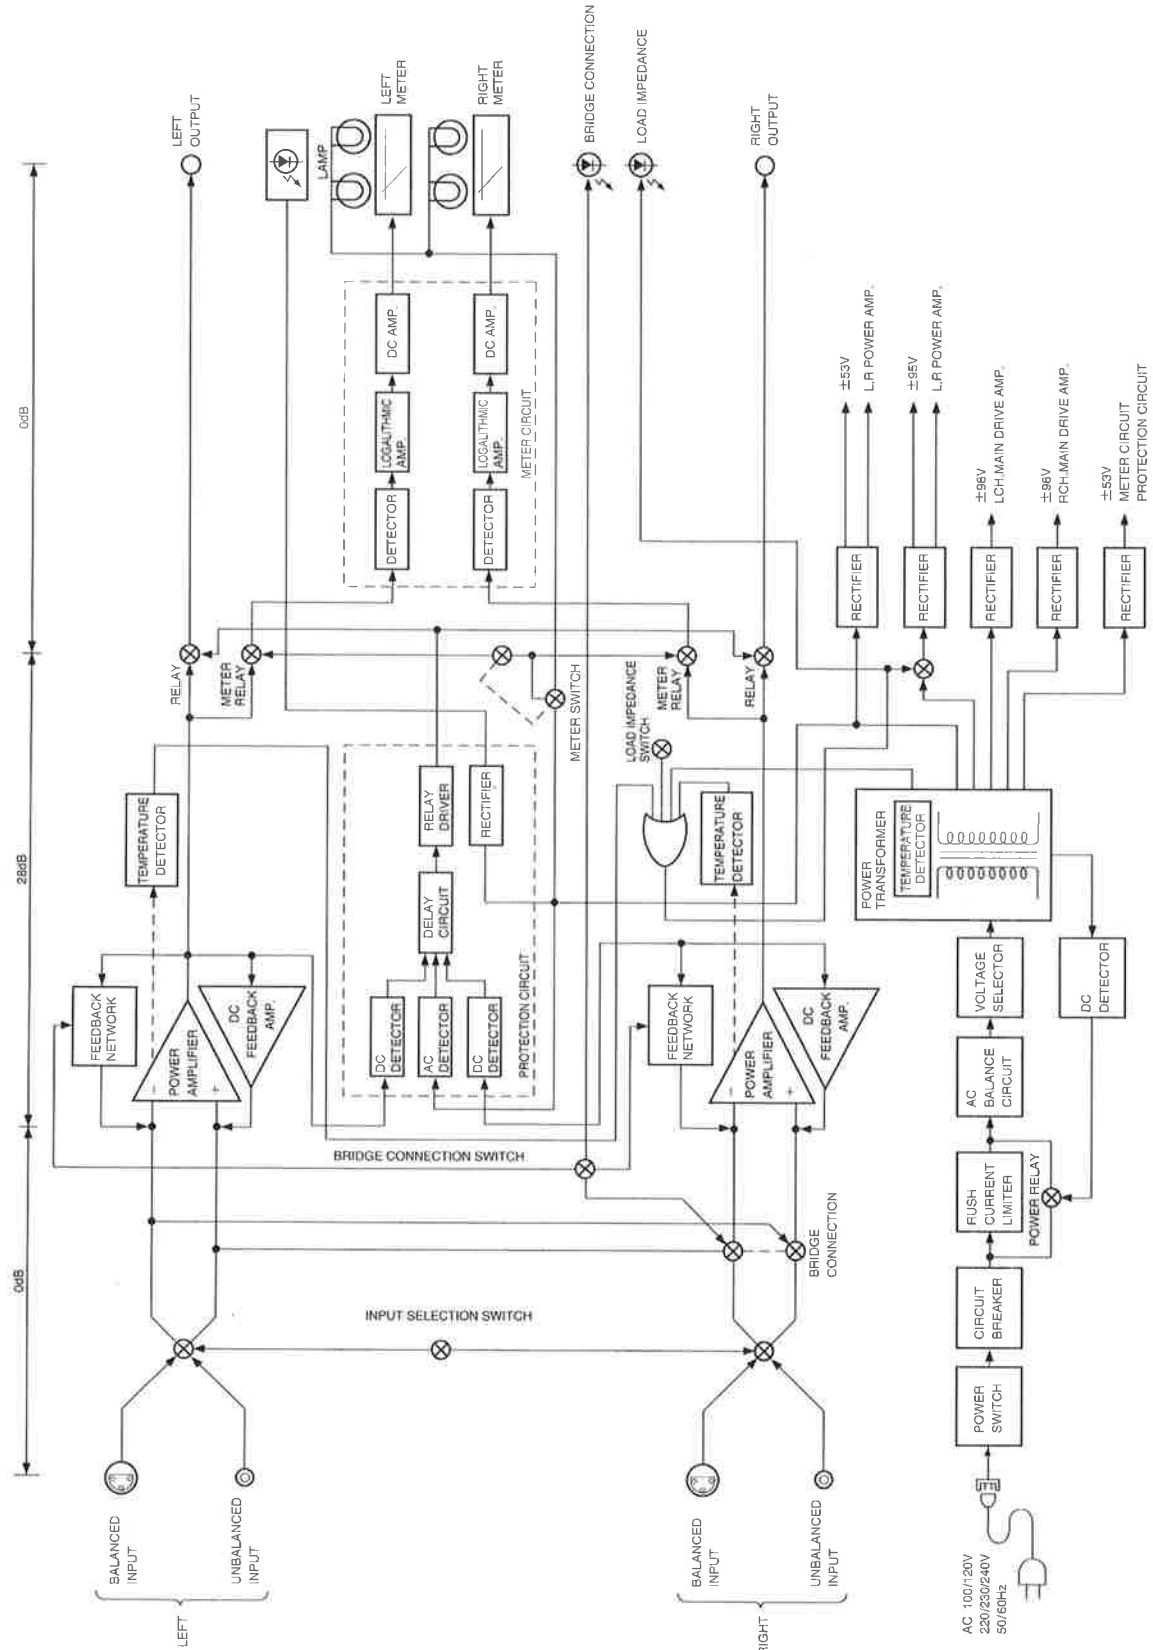 0dB
28dB
0dB
LEFT
BALANCED
INPUT
UNBALANCED
INPUT
INPUT SELECTION SWITCH
RIGHT
BALANCED
INPUT
UNBALANCED
INPUT
BRIDGE CONNECTION SWITCH
BRIDGE
CONNECTION
FEEDBACK
NETWORK
POWER
AMPLIFIER
−
+
DC
FEEDBACK
AMP.
TEMPERATURE
DETECTOR
RELAY
METER
RELAY
LEFT
OUTPUT
DC
DETECTOR
AC
DETECTOR
DC
DETECTOR
DELAY
CIRCUIT
RELAY
DRIVER
RECTIFIER
PROTECTION CIRCUIT
METER SWITCH
DETECTOR
LOGALITHMIC
AMP.
DC AMP.
DETECTOR
LOGALITHMIC
AMP.
DC AMP.
METER CIRCUIT
LAMP
LEFT
METER
RIGHT
METER
BRIDGE CONNECTION
LOAD IMPEDANCE
FEEDBACK
NETWORK
POWER
AMPLIFIER
−
+
DC
FEEDBACK
AMP.
TEMPERATURE
DETECTOR
LOAD IMPEDANCE
SWITCH
METER
RELAY
RELAY
RIGHT
OUTPUT
AC 100/120V
220/230/240V
50/60Hz
POWER
SWITCH
CIRCUIT
BREAKER
RUSH
CURRENT
LIMITER
POWER RELAY
AC
BALANCE
CIRCUIT
VOLTAGE
SELECTOR
DC
DETECTOR
POWER
TRANSFORMER
TEMPERATURE
DETECTOR
RECTIFIER
±53V
L,R POWER AMP.
RECTIFIER
±95V
L,R POWER AMP.
RECTIFIER
±96V
LCH.MAIN DRIVE AMP.
RECTIFIER
±96V
RCH.MAIN DRIVE AMP.
RECTIFIER
±53V
METER CIRCUIT
PROTECTION CIRCUIT